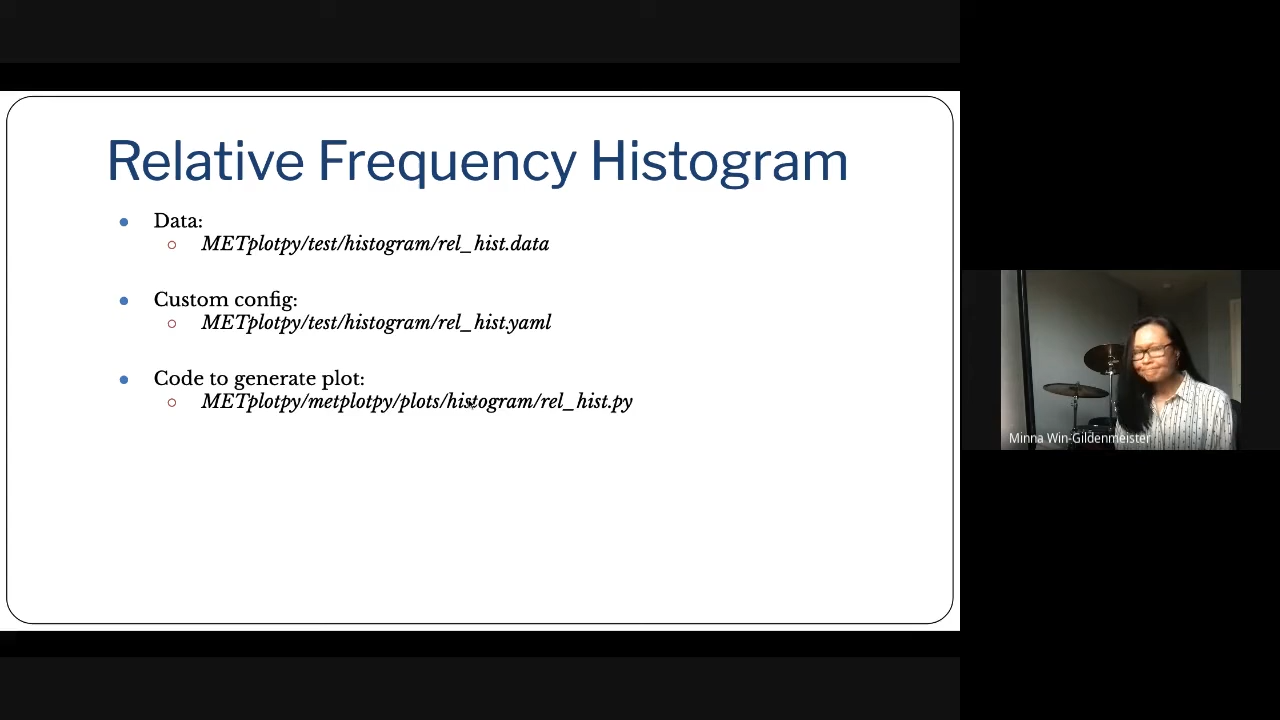 Relative Frequency Histogram
Data:
METplotpy/test/histogram/rel_hist.data
Custom config:
METplotpy/test/histogram/rel_hist.yaml
Code to generate plot:
METplotpy/metplotpy/plots/histogram/rel_hist.py
Minna Win-Gildenmeister